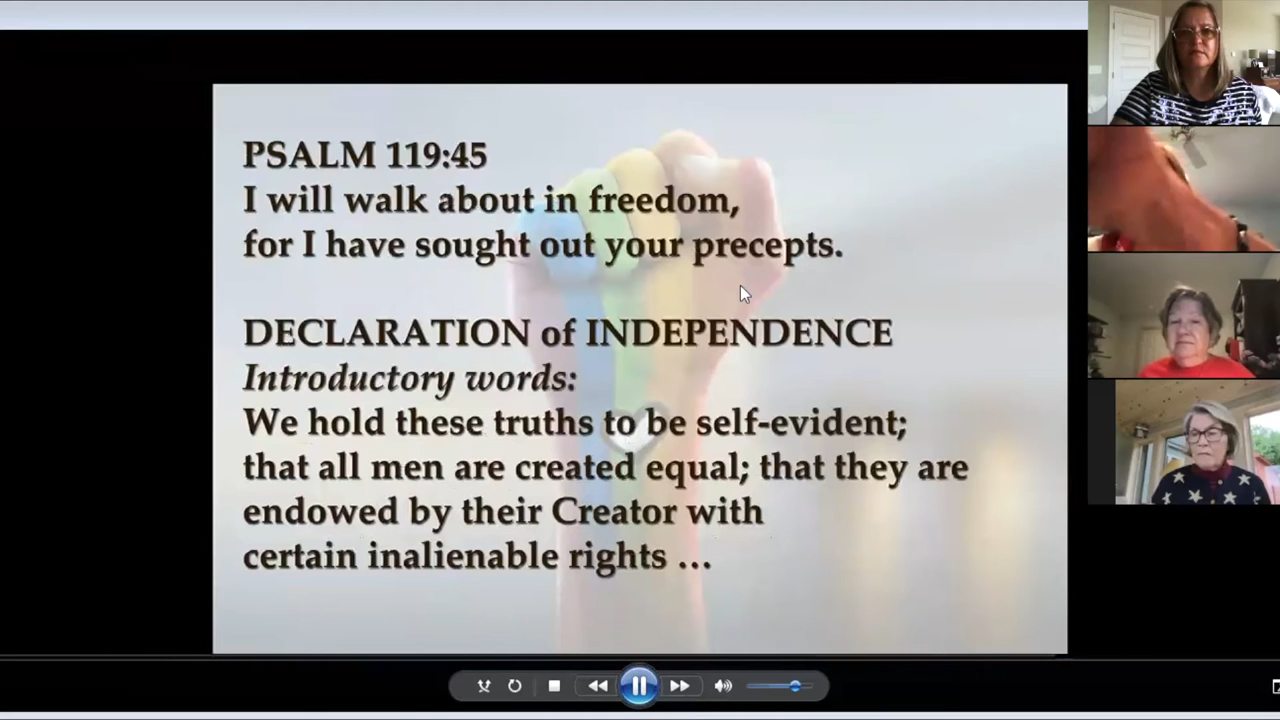 PSALM 119:45
I will walk about in freedom,
for I have sought out your precepts.
DECLARATION of INDEPENDENCE
Introductory words:
We hold these truths to be self-evident;
that all men are created equal; that they are
endowed by their Creator with
certain inalienable rights ...